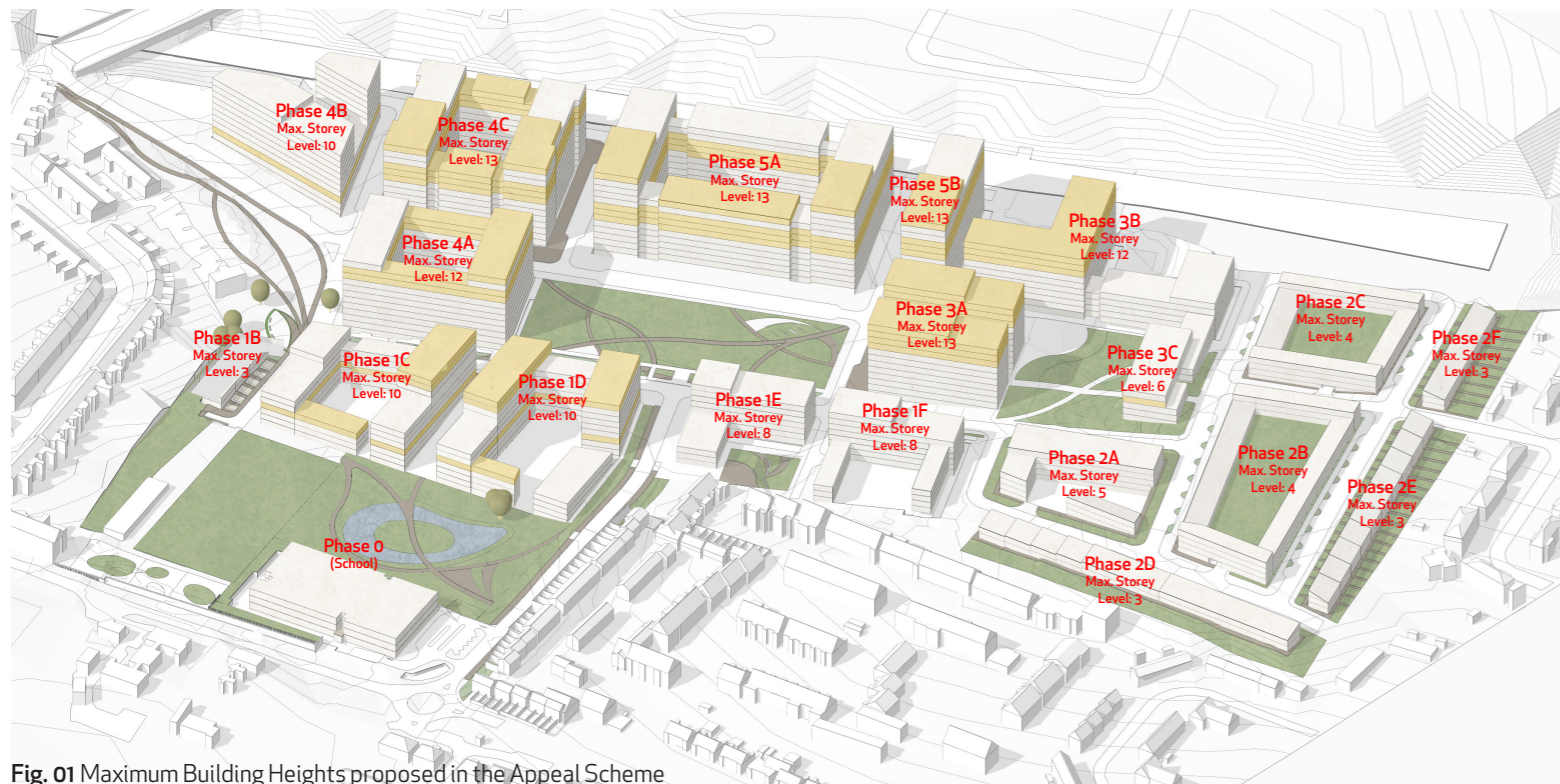 Phase 4B
Max. Storey
Level: 10
Phase 4C
Max. Storey
Level: 13
Phase 5A
Max. Storey
Level: 13
Phase 5B
Max. Storey
Level: 13
Phase 3B
Max. Storey
Level: 12
Phase 4A
Max. Storey
Level: 12
Phase 3A
Max. Storey
Level: 13
Phase 2C
Max. Storey
Level: 4
Phase 2F
Max. Storey
Level: 3
Phase 1B
Max. Storey
Level: 3
Phase 1C
Max. Storey
Level: 10
Phase 1D
Max. Storey
Level: 10
Phase 1E
Max. Storey
Level: 8
Phase 1F
Max. Storey
Level: 8
Phase 3C
Max. Storey
Level: 6
Phase 2A
Max. Storey
Level: 5
Phase 2B
Max. Storey
Level: 4
Phase 2E
Max. Storey
Level: 3
Phase 0
(School)
Phase 2D
Max. Storey
Level: 3
Fig. 01 Maximum Building Heights proposed in the Appeal Scheme